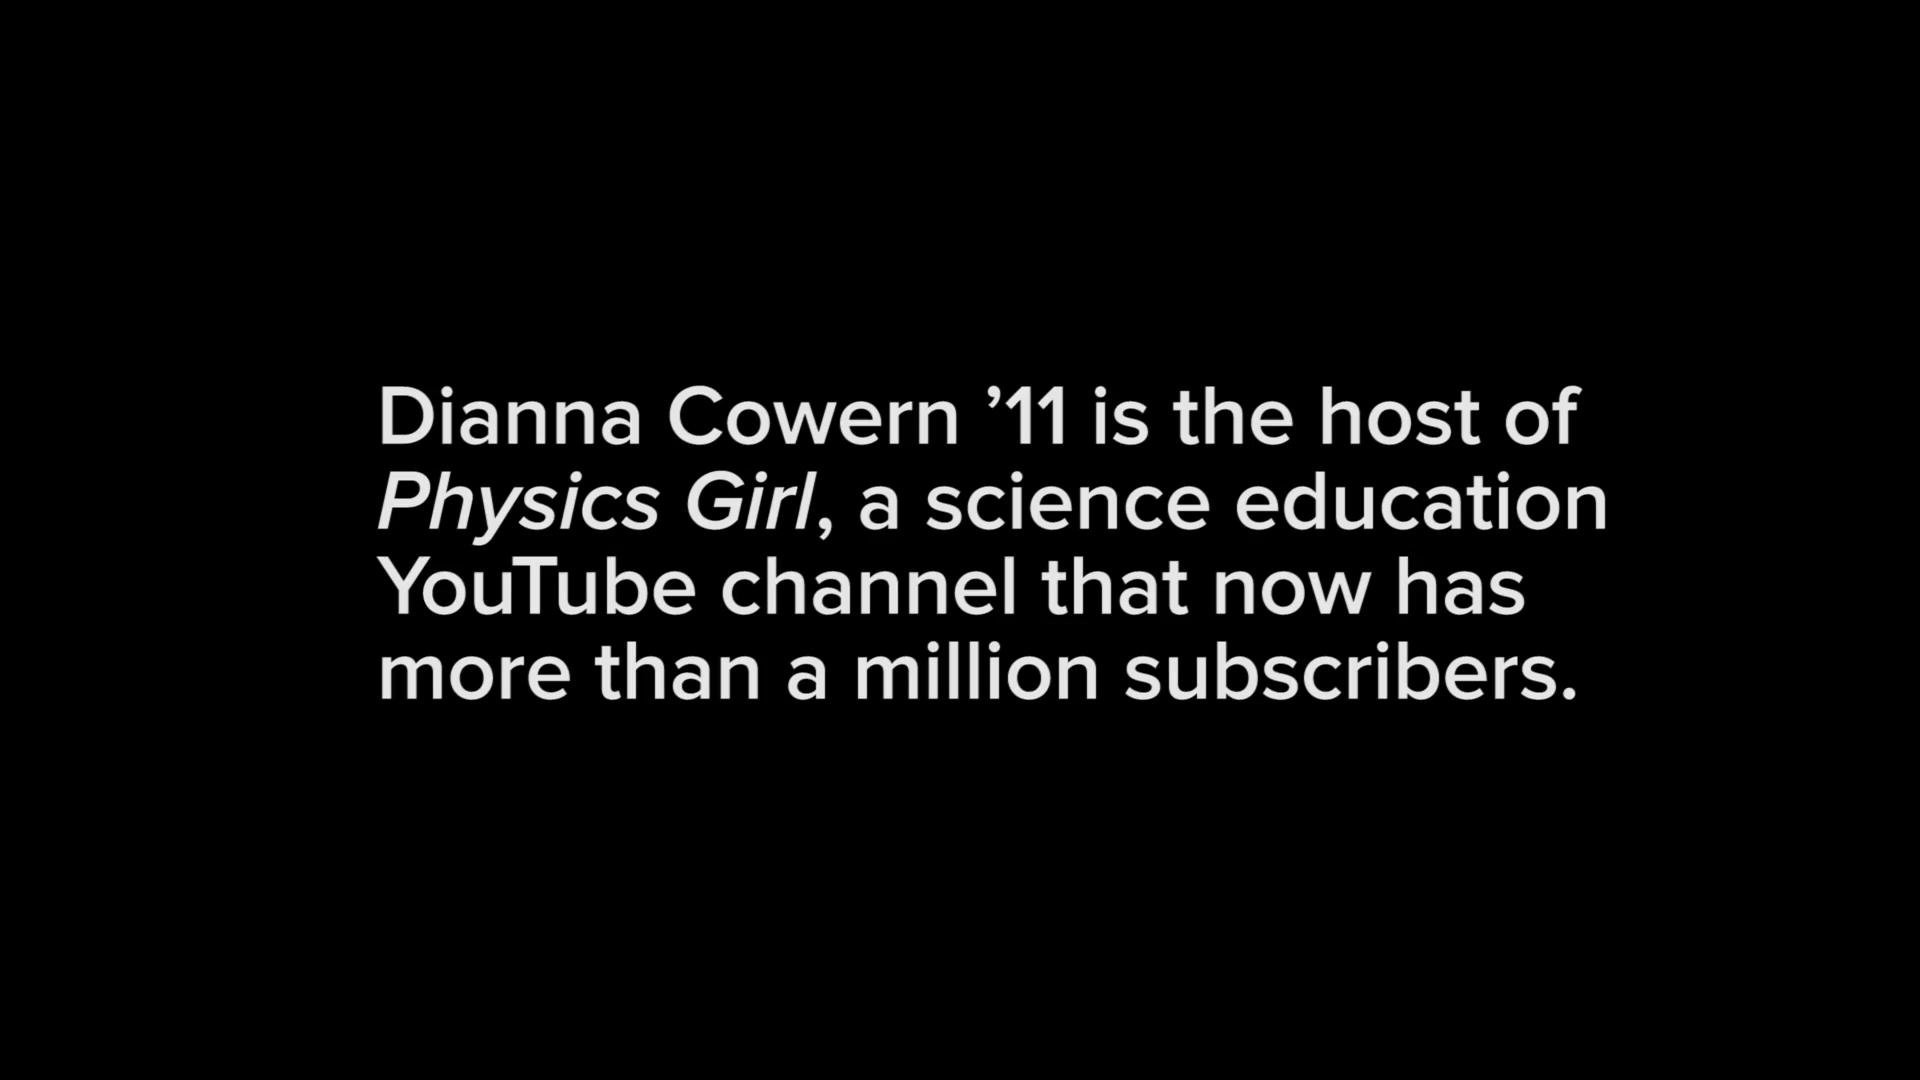 Dianna Cowern ’11 is the host of
Physics Girl, a science education
YouTube channel that now has
more than a million subscribers.